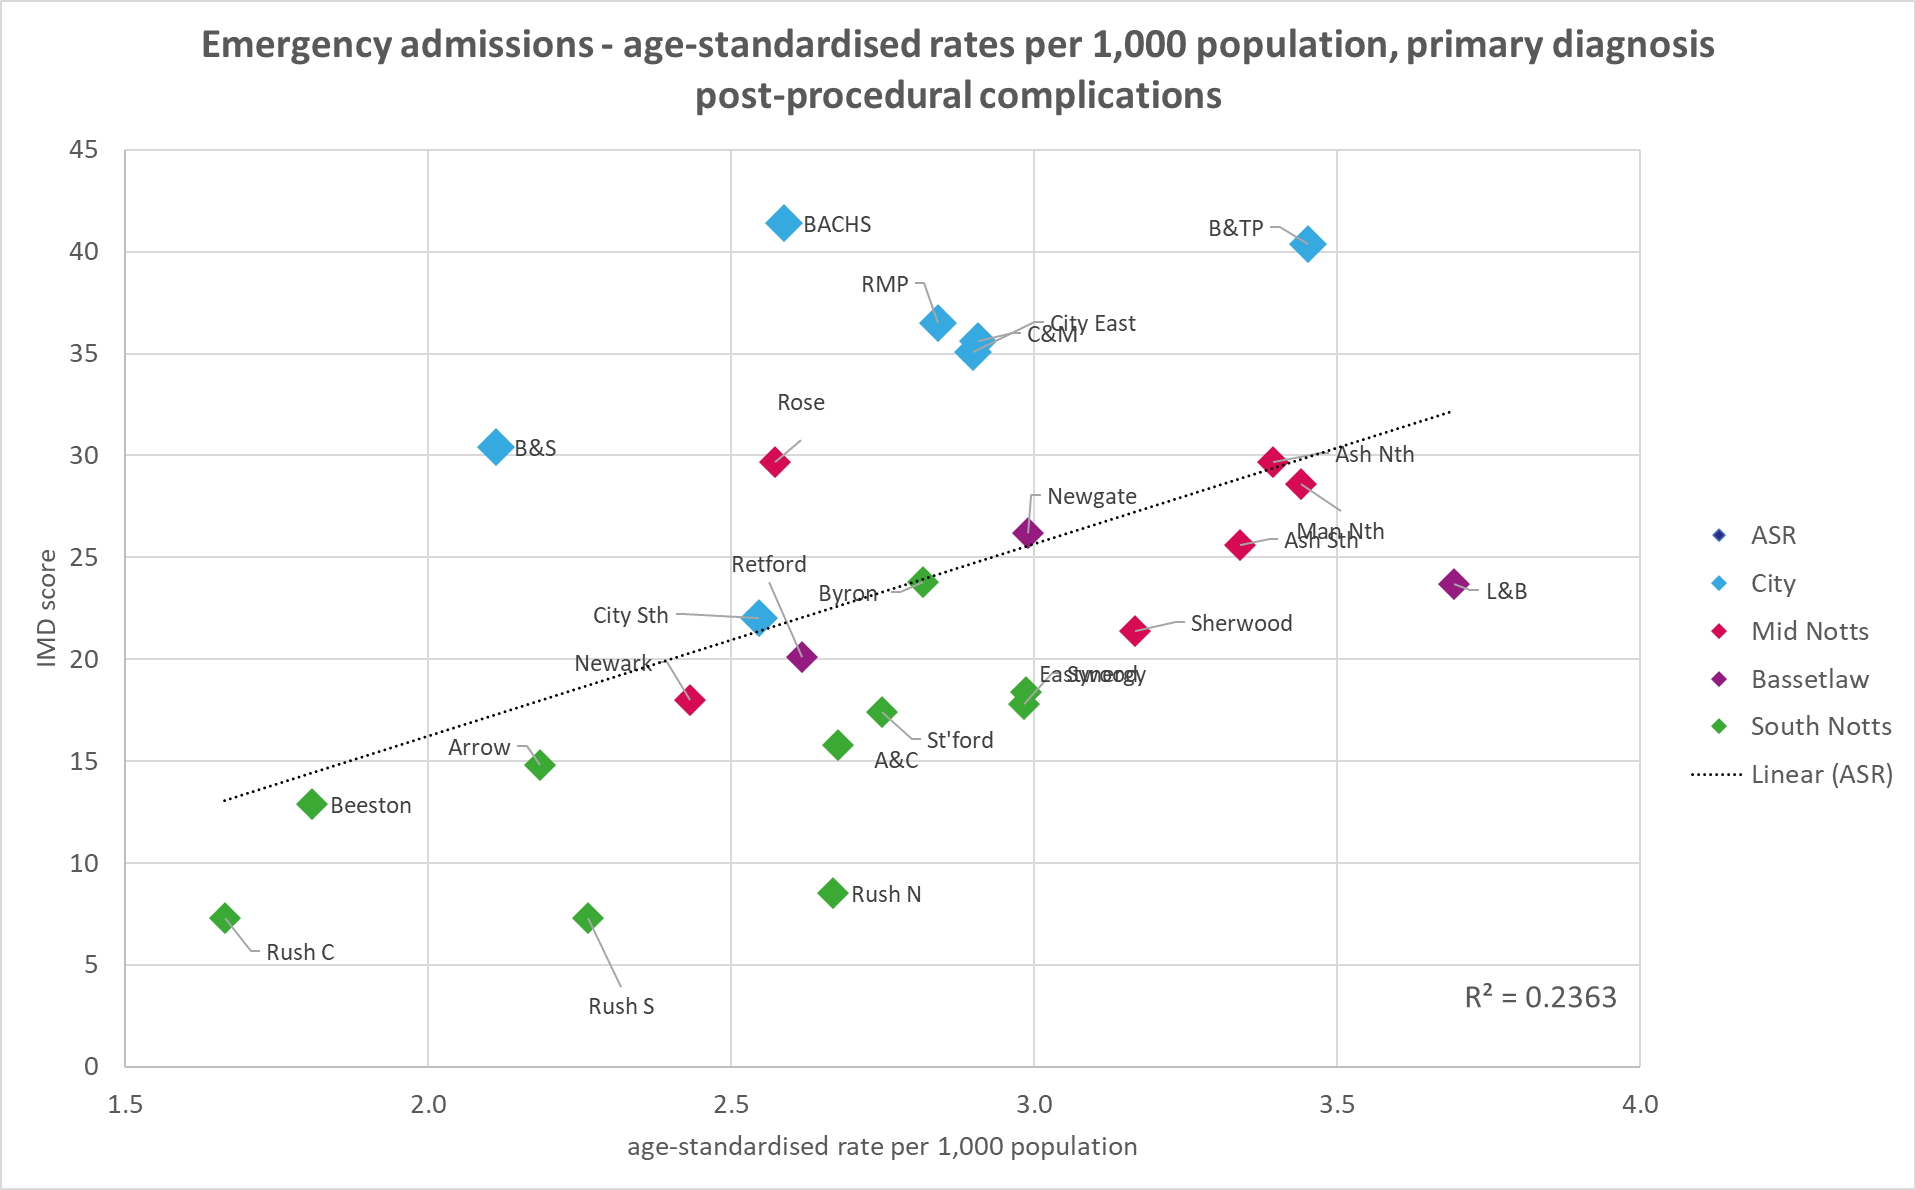 Emergency admissions - age-standardised rates per 1,000 population, primary diagnosis
post-procedural complications
45
40
35
30
25
20
15
10
5
0
IMD score
1.5
2.0
2.5
3.0
3.5
4.0
age-standardised rate per 1,000 population
BACHS
B&TP
RMP
City East
C&M
Rose
B&S
Ash Nth
Newgate
Man Nth
Ash Sth
Retford
Byron
L&B
City Sth
Sherwood
Newark
Eastwood
Synergy
St'ford
Arrow
A&C
Beeston
Rush N
Rush C
Rush S
R² = 0.2363
ASR
City
Mid Notts
Bassetlaw
South Notts
Linear (ASR)